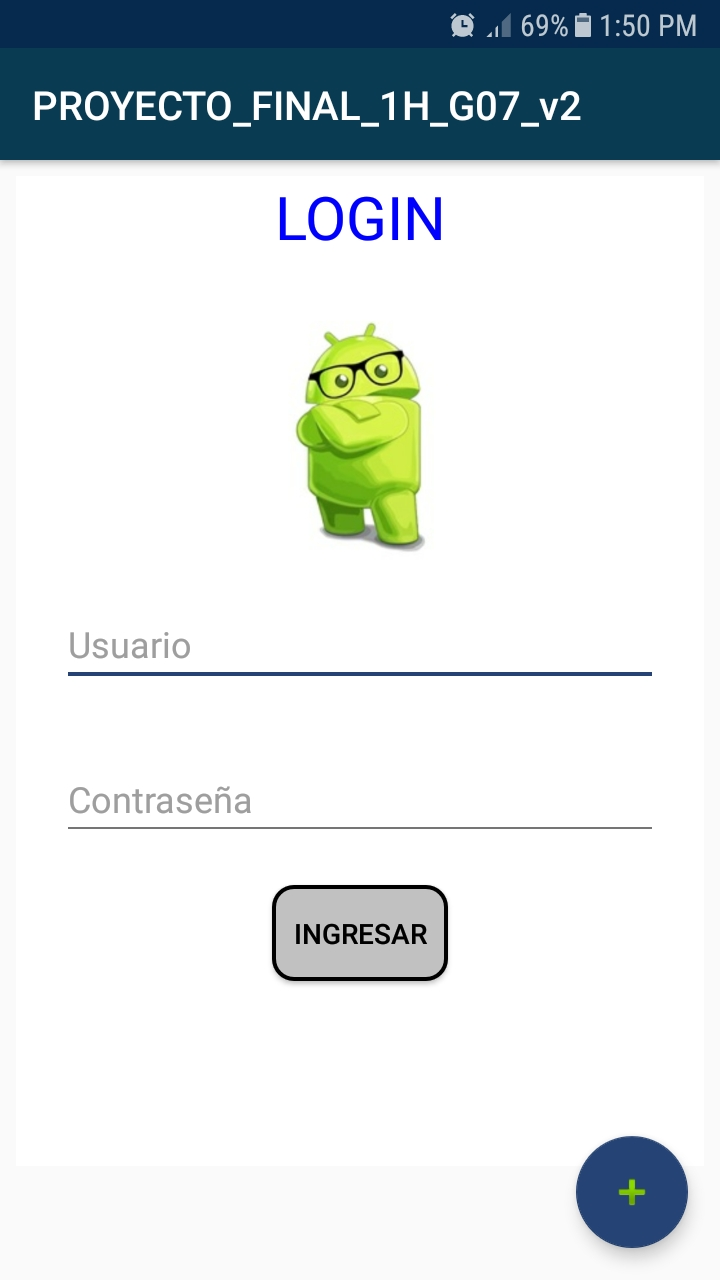 69% 1:50 PM
PROYECTO_FINAL_1H_G07_v2
LOGIN
Usuario
Contraseña
INGRESAR
+